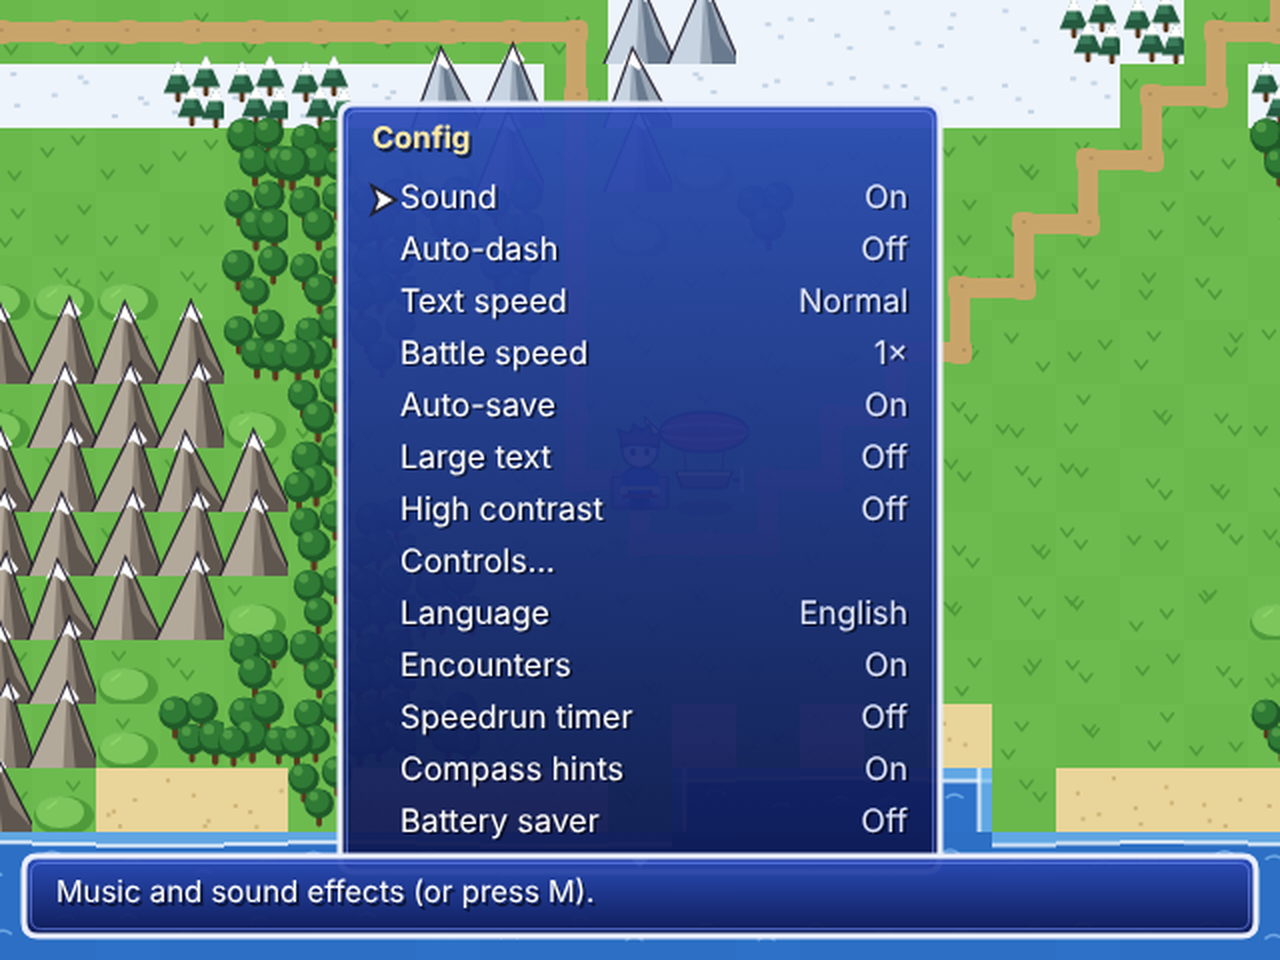 Config
Sound On
Auto-dash Off
Text speed Normal
Battle speed 1×
Auto-save On
Large text Off
High contrast Off
Controls...
Language English
Encounters On
Speedrun timer Off
Compass hints On
Battery saver Off
Music and sound effects (or press M).